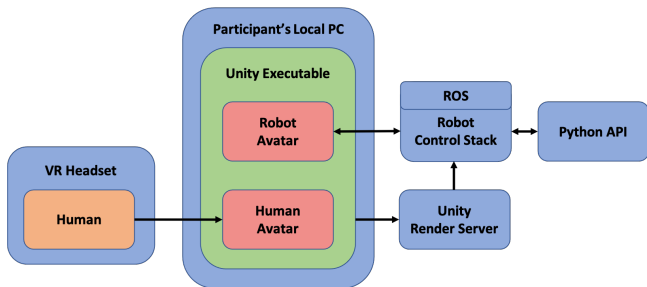 Participant's Local PC
Unity Executable
Robot
Avatar
ROS
Robot
Control Stack
Python API
VR Headset
Human
Human
Avatar
Unity
Render Server